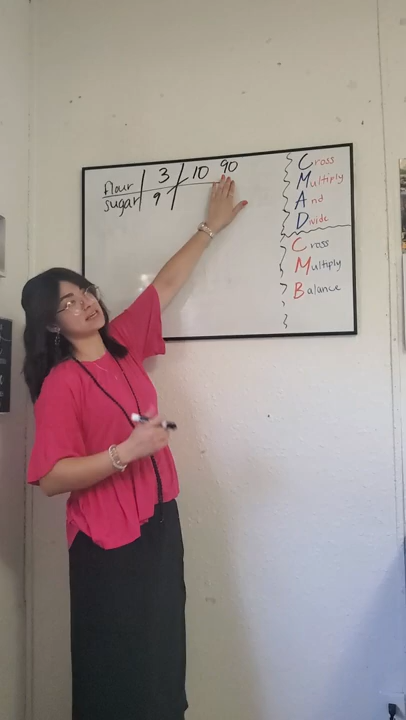 flour 3 10 90
sugar 9
Cross
Multiply
And
Divide
Cross
Multiply
Balance